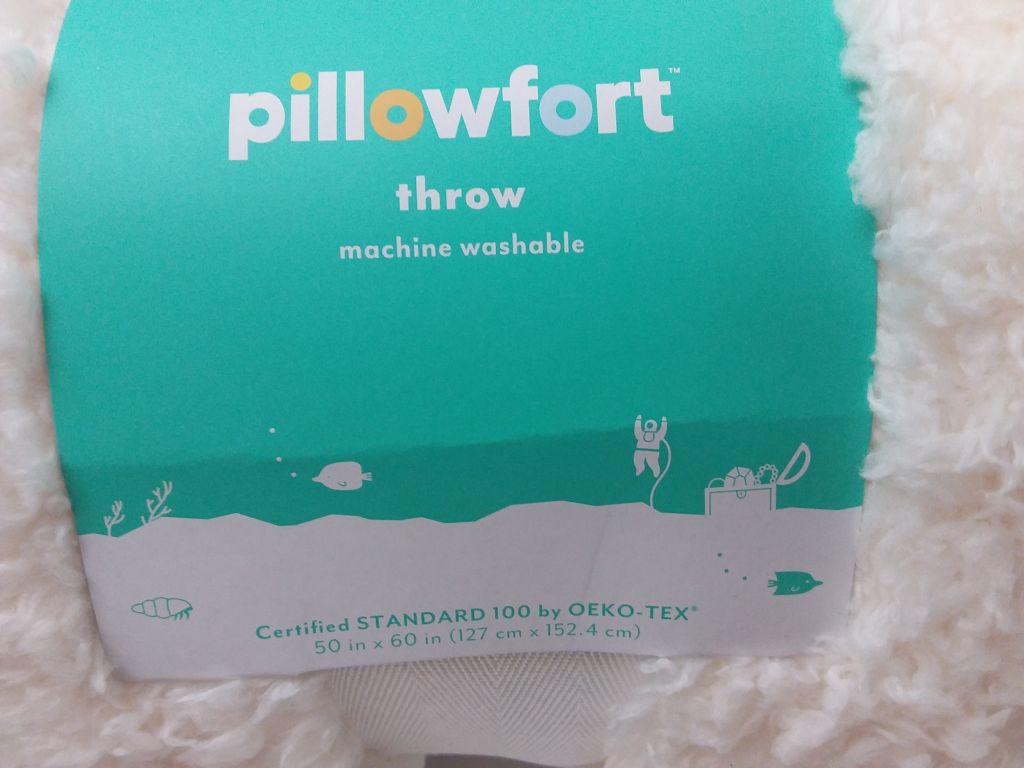 pillowfort™
throw
machine washable
Certified STANDARD 100 by OEKO-TEX®
50 in x 60 in (127 cm x 152.4 cm)